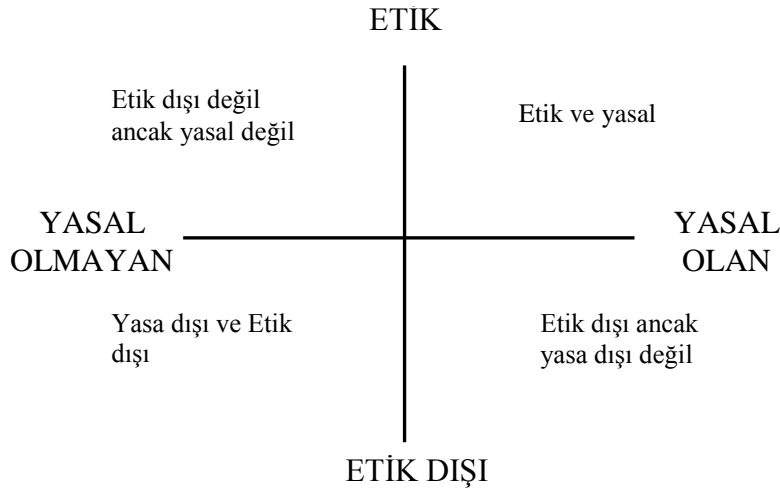 ETİK
Etik dışı değil
ancak yasal değil
Etik ve yasal
YASAL
OLMAYAN
YASAL
OLAN
Yasa dışı ve Etik
dışı
Etik dışı ancak
yasa dışı değil
ETİK DIŞI